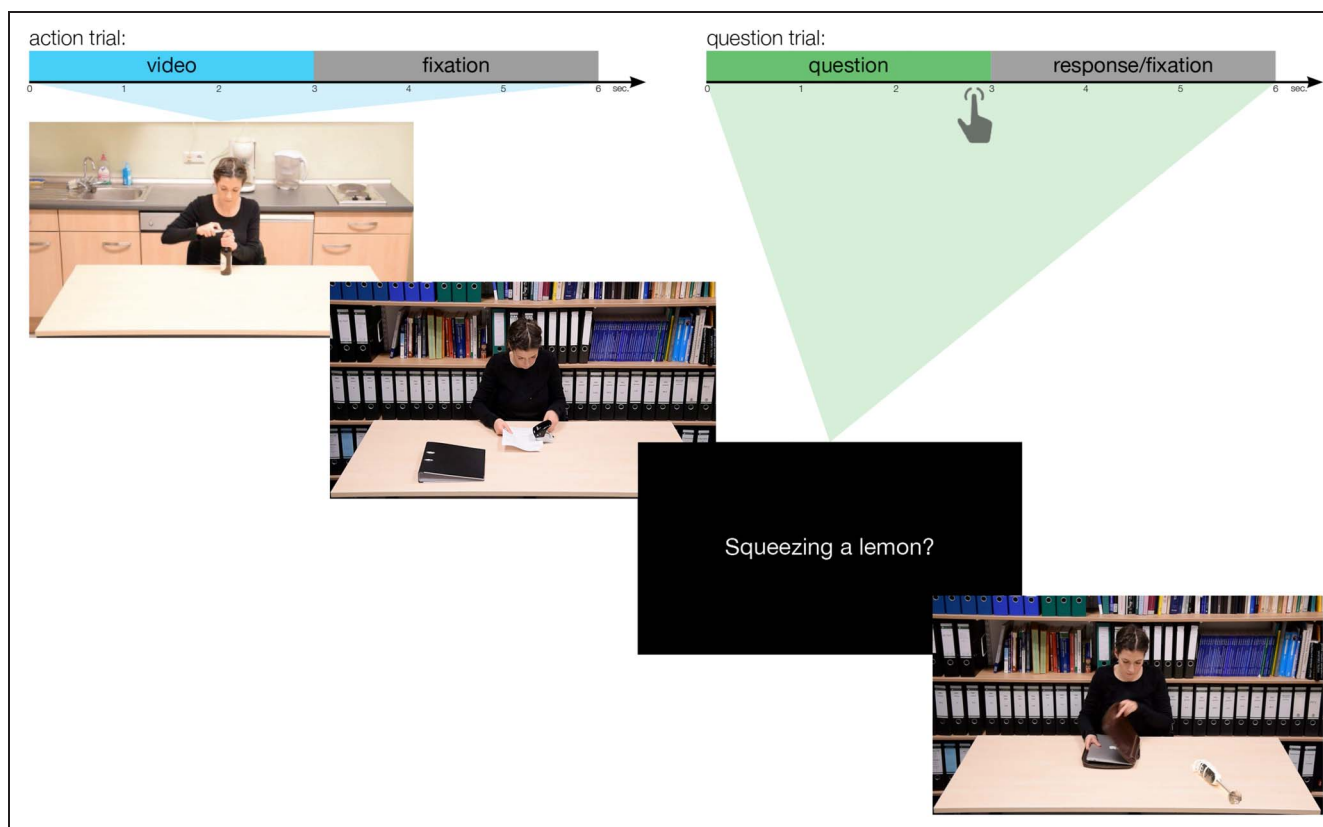 action trial:
video
fixation
0 1 2 3 4 5 6 sec.
question trial:
question
response/fixation
0 1 2 3 4 5 6 sec.
Squeezing a lemon?